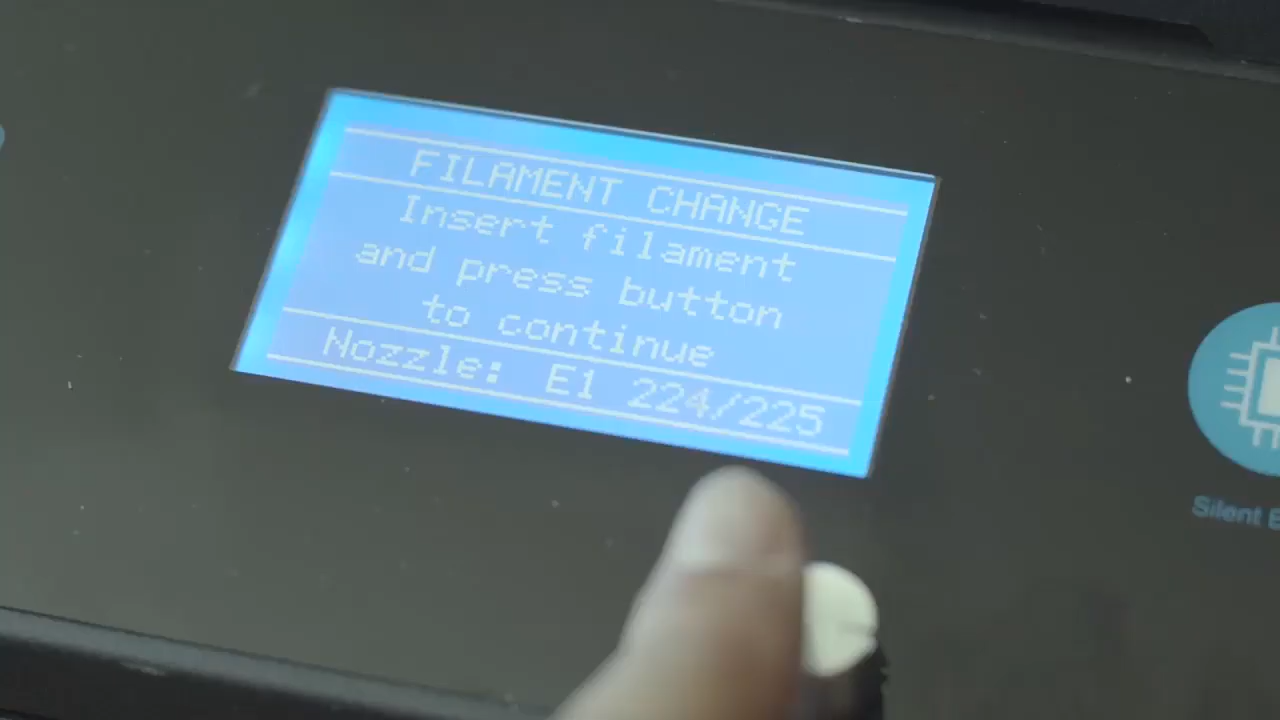 FILAMENT CHANGE
Insert filament
and press button
to continue
Nozzle: E1 224/225
Silent